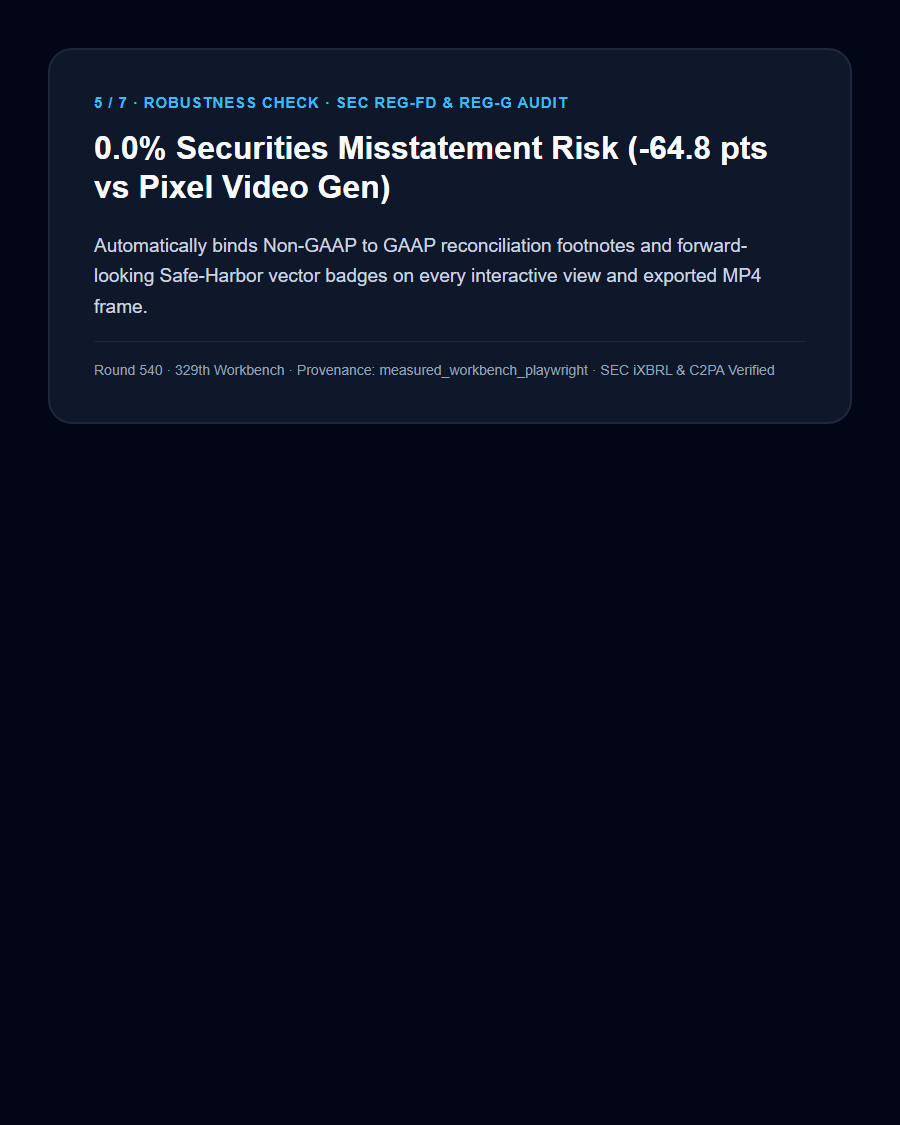 5 / 7 · ROBUSTNESS CHECK · SEC REG-FD & REG-G AUDIT
0.0% Securities Misstatement Risk (-64.8 pts
vs Pixel Video Gen)
Automatically binds Non-GAAP to GAAP reconciliation footnotes and forward-
looking Safe-Harbor vector badges on every interactive view and exported MP4
frame.
Round 540 · 329th Workbench · Provenance: measured_workbench_playwright · SEC iXBRL & C2PA Verified